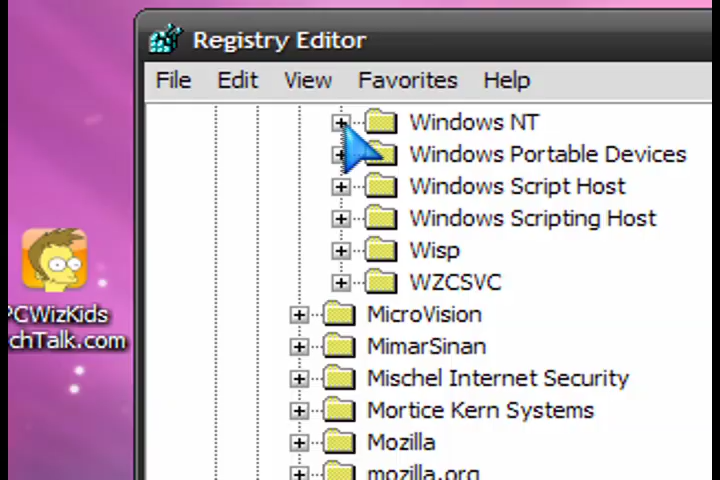 Registry Editor
File Edit View Favorites Help
Windows NT
Windows Portable Devices
Windows Script Host
Windows Scripting Host
Wisp
WZCSVC
MicroVision
MimarSinan
Mischel Internet Security
Mortice Kern Systems
Mozilla
mozilla.org
PCWizKids
chTalk.com